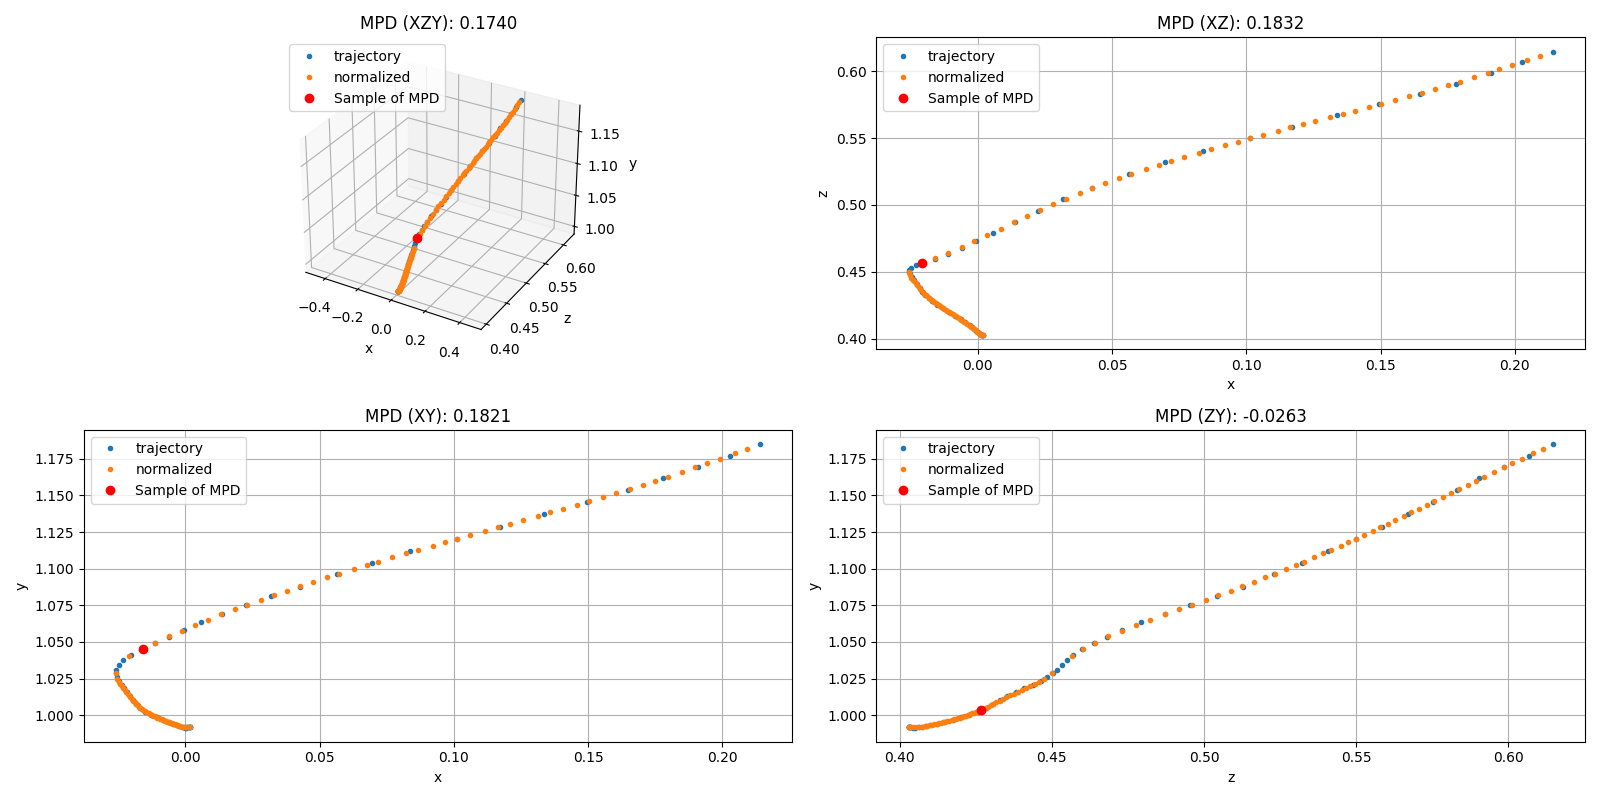 MPD (XZY): 0.1740
trajectory
normalized
Sample of MPD
1.15
1.10
1.05
1.00
y
0.60
0.55
0.50
0.45
0.40
z
−0.4
−0.2
0.0
0.2
0.4
x
MPD (XZ): 0.1832
trajectory
normalized
Sample of MPD
0.60
0.55
0.50
0.45
0.40
z
0.00 0.05 0.10 0.15 0.20
x
MPD (XY): 0.1821
trajectory
normalized
Sample of MPD
1.175
1.150
1.125
1.100
1.075
1.050
1.025
1.000
y
0.00 0.05 0.10 0.15 0.20
x
MPD (ZY): -0.0263
trajectory
normalized
Sample of MPD
1.175
1.150
1.125
1.100
1.075
1.050
1.025
1.000
y
0.40 0.45 0.50 0.55 0.60
z